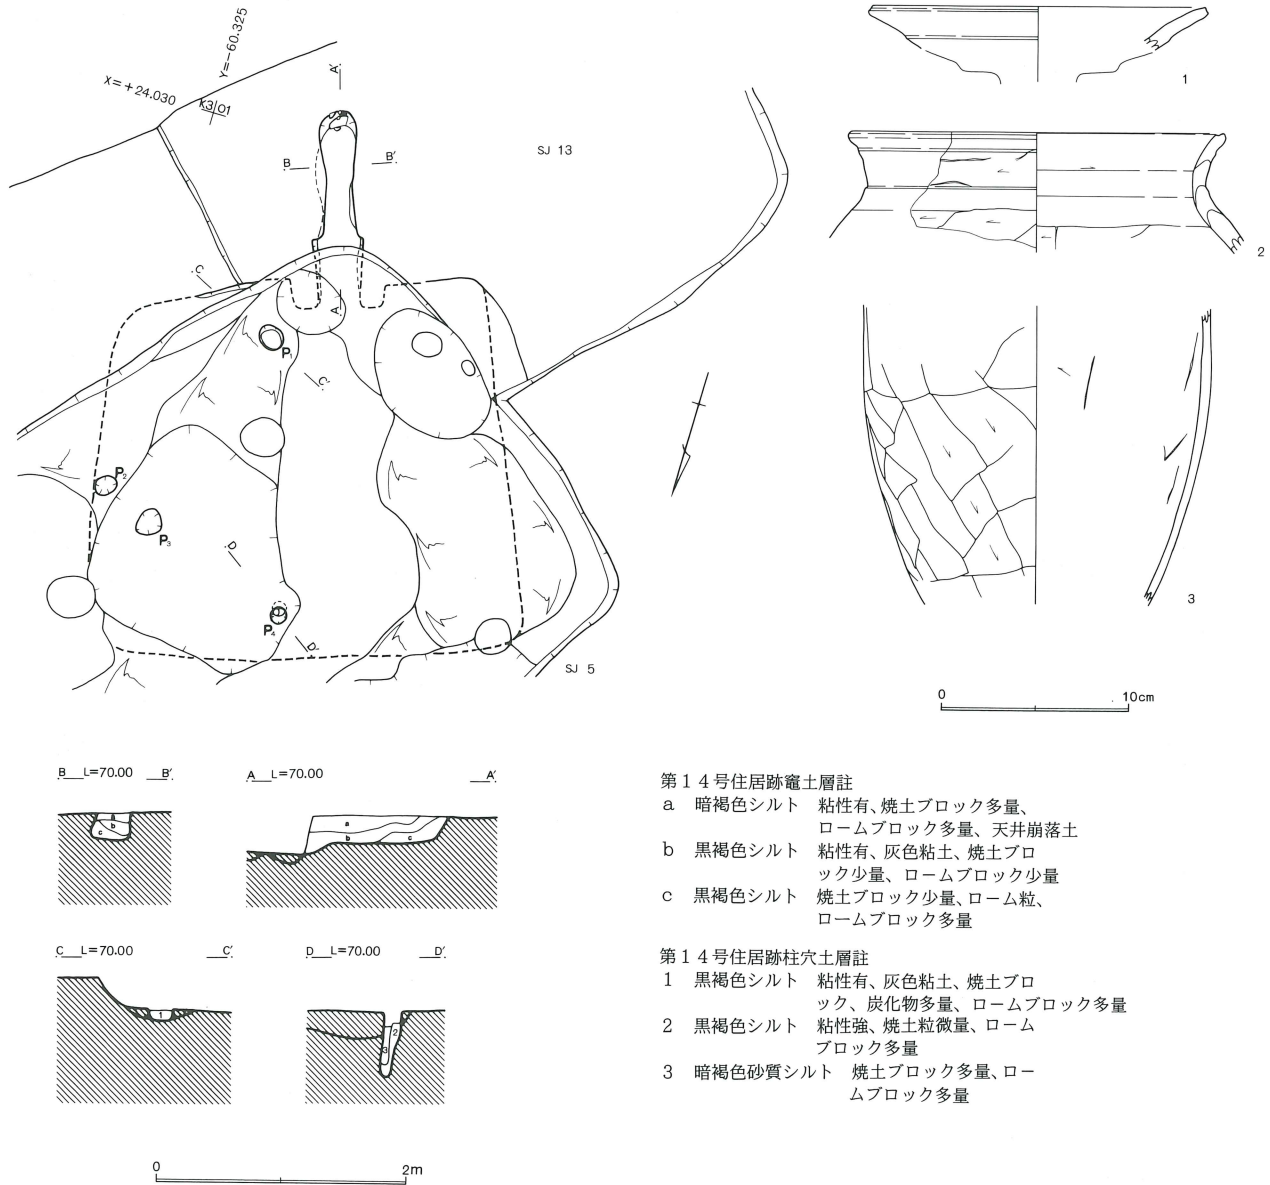 X=+24.030
Y=-60.325
K3|01
A'
B
B'
SJ 13
C
A
P1
C'
P2
P3
D
P4
D'
SJ 5
1
2
3
0 10cm
B L=70.00 B'
a
b
c
A L=70.00 A'
a
b
c
C L=70.00 C'
1
D L=70.00 D'
2
3
0 2m
第14号住居跡竈土層註
a 暗褐色シルト 粘性有、焼土ブロック多量、
ロームブロック多量、天井崩落土
b 黒褐色シルト 粘性有、灰色粘土、焼土ブロ
ック少量、ロームブロック少量
c 黒褐色シルト 焼土ブロック少量、ローム粒、
ロームブロック多量
第14号住居跡柱穴土層註
1 黒褐色シルト 粘性有、灰色粘土、焼土ブロ
ック、炭化物多量、ロームブロック多量
2 黒褐色シルト 粘性強、焼土粒微量、ローム
ブロック多量
3 暗褐色砂質シルト 焼土ブロック多量、ロー
ムブロック多量